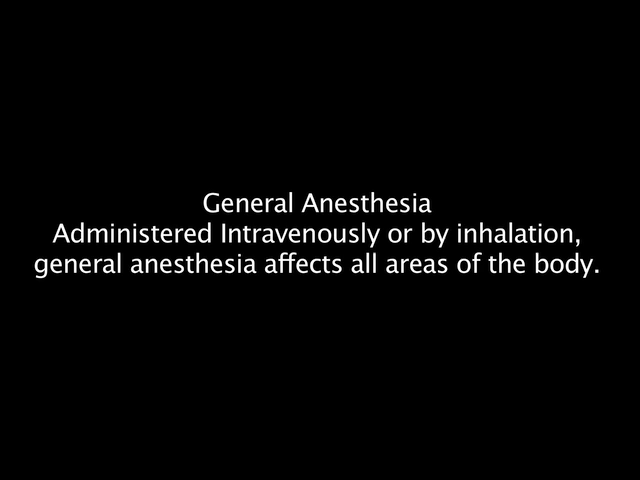 General Anesthesia
Administered Intravenously or by inhalation,
general anesthesia affects all areas of the body.